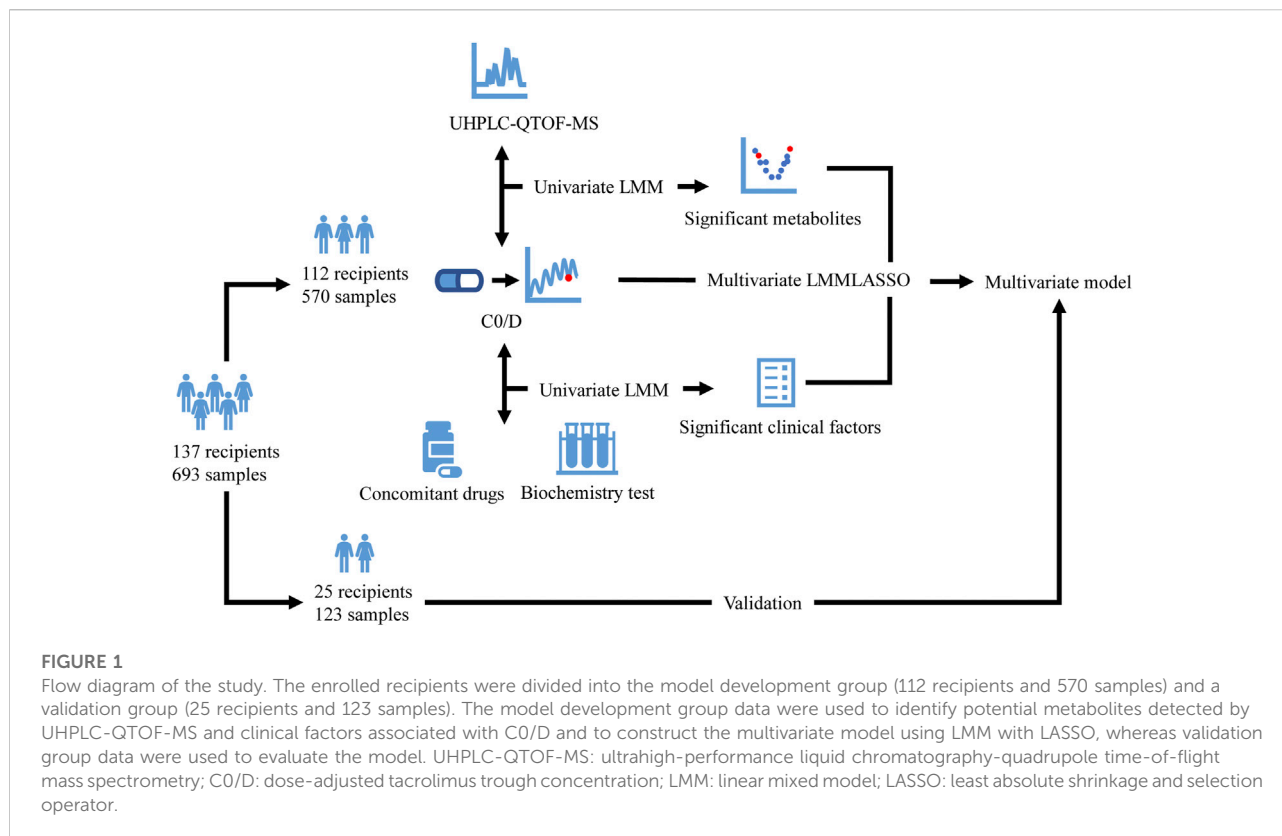 UHPLC-QTOF-MS
Univariate LMM
Significant metabolites
112 recipients
570 samples
C0/D
Multivariate LMMLASSO
Multivariate model
Univariate LMM
Significant clinical factors
137 recipients
693 samples
Concomitant drugs
Biochemistry test
25 recipients
123 samples
Validation
FIGURE 1
Flow diagram of the study. The enrolled recipients were divided into the model development group (112 recipients and 570 samples) and a
validation group (25 recipients and 123 samples). The model development group data were used to identify potential metabolites detected by
UHPLC-QTOF-MS and clinical factors associated with C0/D and to construct the multivariate model using LMM with LASSO, whereas validation
group data were used to evaluate the model. UHPLC-QTOF-MS: ultrahigh-performance liquid chromatography-quadrupole time-of-flight
mass spectrometry; C0/D: dose-adjusted tacrolimus trough concentration; LMM: linear mixed model; LASSO: least absolute shrinkage and selection
operator.